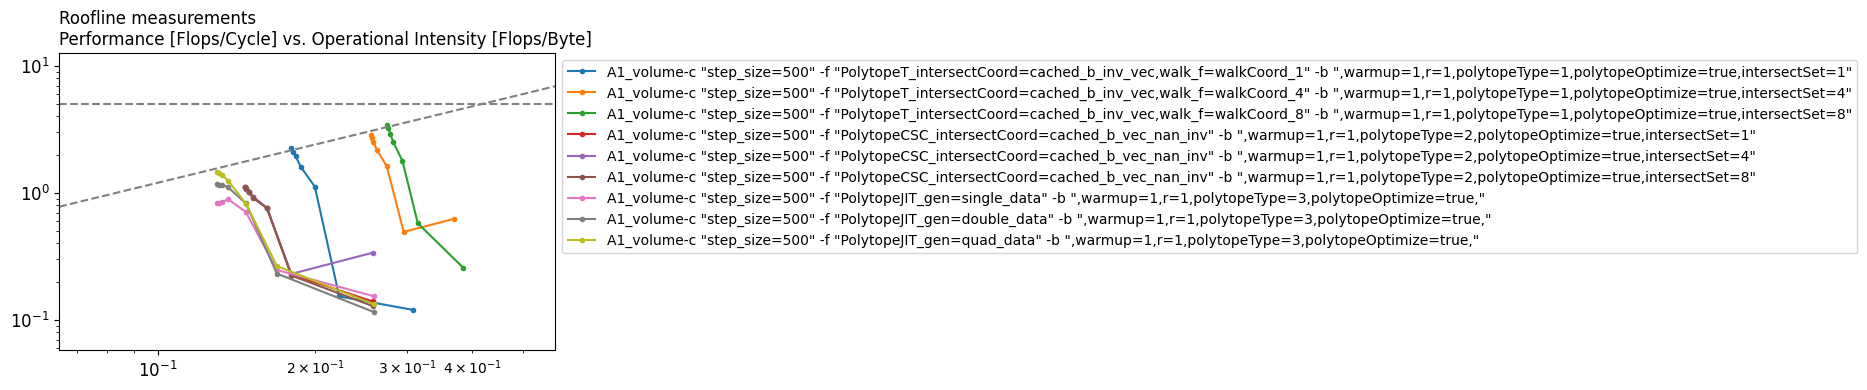 Roofline measurements
Performance [Flops/Cycle] vs. Operational Intensity [Flops/Byte]
10¹
10⁰
10⁻¹
10⁻¹
2 × 10⁻¹
3 × 10⁻¹
4 × 10⁻¹
A1_volume-c "step_size=500" -f "PolytopeT_intersectCoord=cached_b_inv_vec,walk_f=walkCoord_1" -b ",warmup=1,r=1,polytopeType=1,polytopeOptimize=true,intersectSet=1"
A1_volume-c "step_size=500" -f "PolytopeT_intersectCoord=cached_b_inv_vec,walk_f=walkCoord_4" -b ",warmup=1,r=1,polytopeType=1,polytopeOptimize=true,intersectSet=4"
A1_volume-c "step_size=500" -f "PolytopeT_intersectCoord=cached_b_inv_vec,walk_f=walkCoord_8" -b ",warmup=1,r=1,polytopeType=1,polytopeOptimize=true,intersectSet=8"
A1_volume-c "step_size=500" -f "PolytopeCSC_intersectCoord=cached_b_vec_nan_inv" -b ",warmup=1,r=1,polytopeType=2,polytopeOptimize=true,intersectSet=1"
A1_volume-c "step_size=500" -f "PolytopeCSC_intersectCoord=cached_b_vec_nan_inv" -b ",warmup=1,r=1,polytopeType=2,polytopeOptimize=true,intersectSet=4"
A1_volume-c "step_size=500" -f "PolytopeCSC_intersectCoord=cached_b_vec_nan_inv" -b ",warmup=1,r=1,polytopeType=2,polytopeOptimize=true,intersectSet=8"
A1_volume-c "step_size=500" -f "PolytopeJIT_gen=single_data" -b ",warmup=1,r=1,polytopeType=3,polytopeOptimize=true,"
A1_volume-c "step_size=500" -f "PolytopeJIT_gen=double_data" -b ",warmup=1,r=1,polytopeType=3,polytopeOptimize=true,"
A1_volume-c "step_size=500" -f "PolytopeJIT_gen=quad_data" -b ",warmup=1,r=1,polytopeType=3,polytopeOptimize=true,"